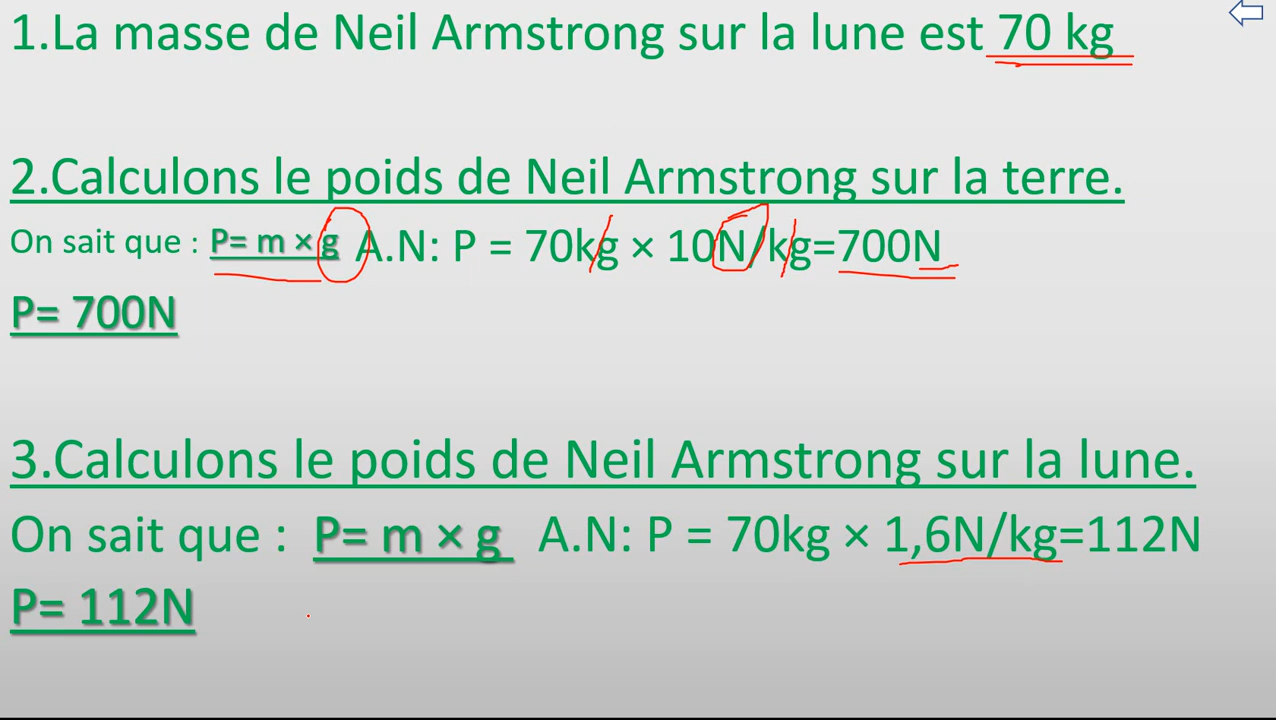 1.La masse de Neil Armstrong sur la lune est 70 kg
2.Calculons le poids de Neil Armstrong sur la terre.
On sait que : P= m × g A.N: P = 70kg × 10N/kg=700N
P= 700N
3.Calculons le poids de Neil Armstrong sur la lune.
On sait que : P= m × g A.N: P = 70kg × 1,6N/kg=112N
P= 112N